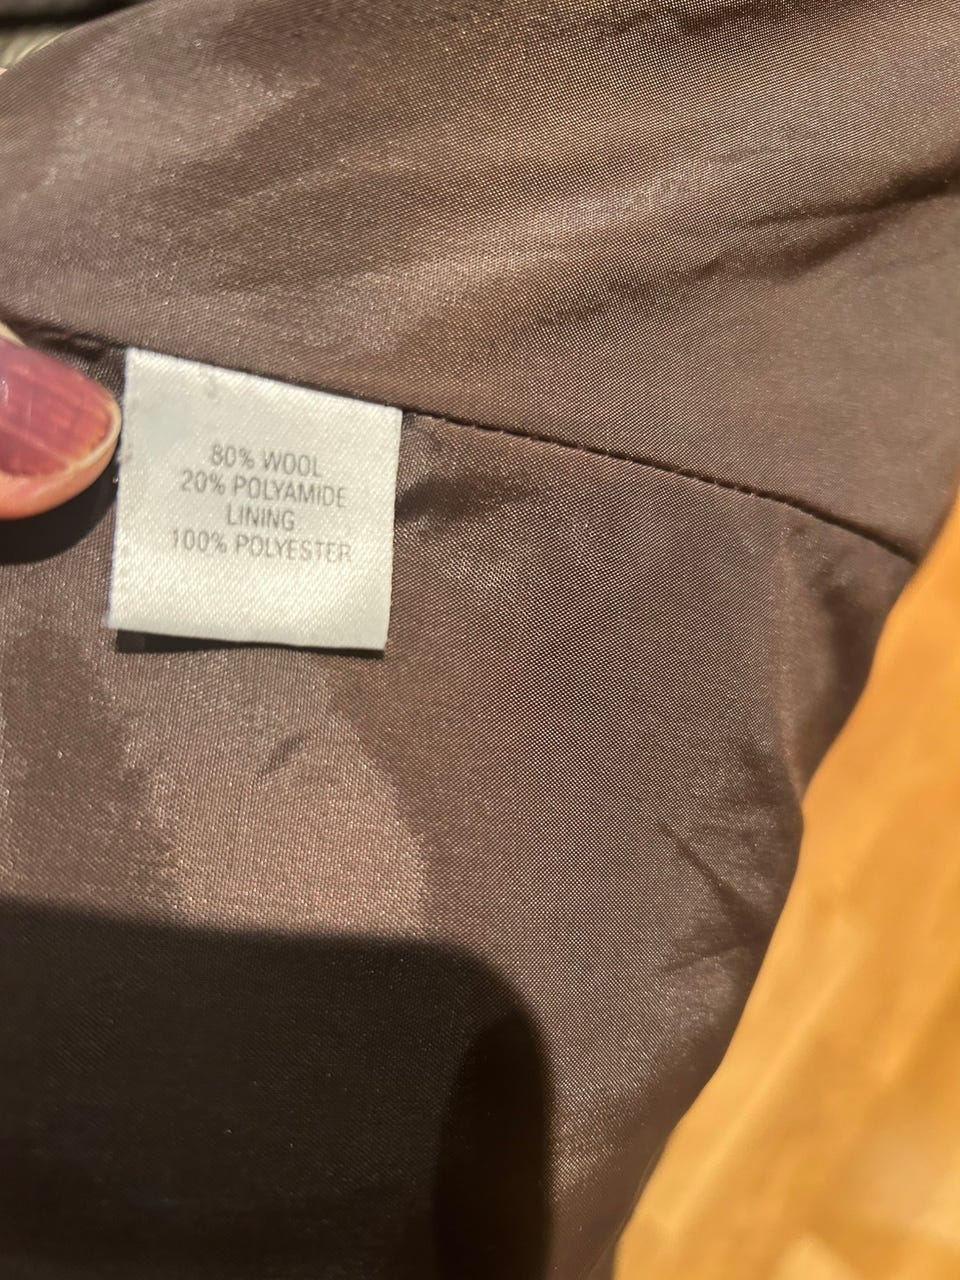 80% WOOL
20% POLYAMIDE
LINING
100% POLYESTER